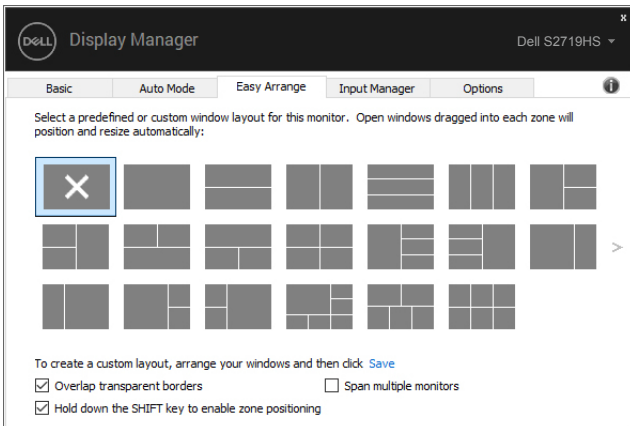 x
DELL Display Manager Dell S2719HS
Basic Auto Mode Easy Arrange Input Manager Options
Select a predefined or custom window layout for this monitor. Open windows dragged into each zone will
position and resize automatically:
To create a custom layout, arrange your windows and then click Save
Overlap transparent borders Span multiple monitors
Hold down the SHIFT key to enable zone positioning